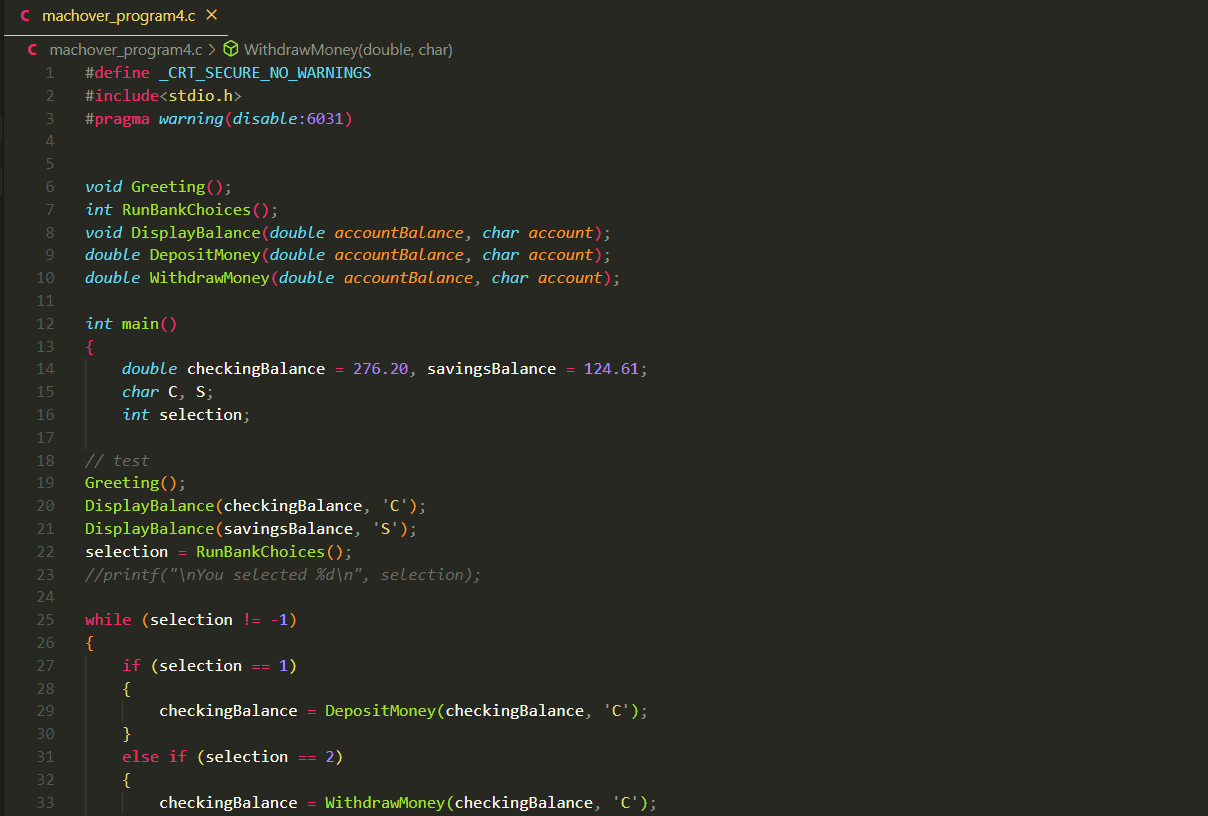 C machover_program4.c ×
C machover_program4.c > WithdrawMoney(double, char)
1 #define _CRT_SECURE_NO_WARNINGS
2 #include<stdio.h>
3 #pragma warning(disable:6031)
4
5
6 void Greeting();
7 int RunBankChoices();
8 void DisplayBalance(double accountBalance, char account);
9 double DepositMoney(double accountBalance, char account);
10 double WithdrawMoney(double accountBalance, char account);
11
12 int main()
13 {
14     double checkingBalance = 276.20, savingsBalance = 124.61;
15     char C, S;
16     int selection;
17
18 // test
19 Greeting();
20 DisplayBalance(checkingBalance, 'C');
21 DisplayBalance(savingsBalance, 'S');
22 selection = RunBankChoices();
23 //printf("\nYou selected %d\n", selection);
24
25 while (selection != -1)
26 {
27     if (selection == 1)
28     {
29         checkingBalance = DepositMoney(checkingBalance, 'C');
30     }
31     else if (selection == 2)
32     {
33         checkingBalance = WithdrawMoney(checkingBalance, 'C');